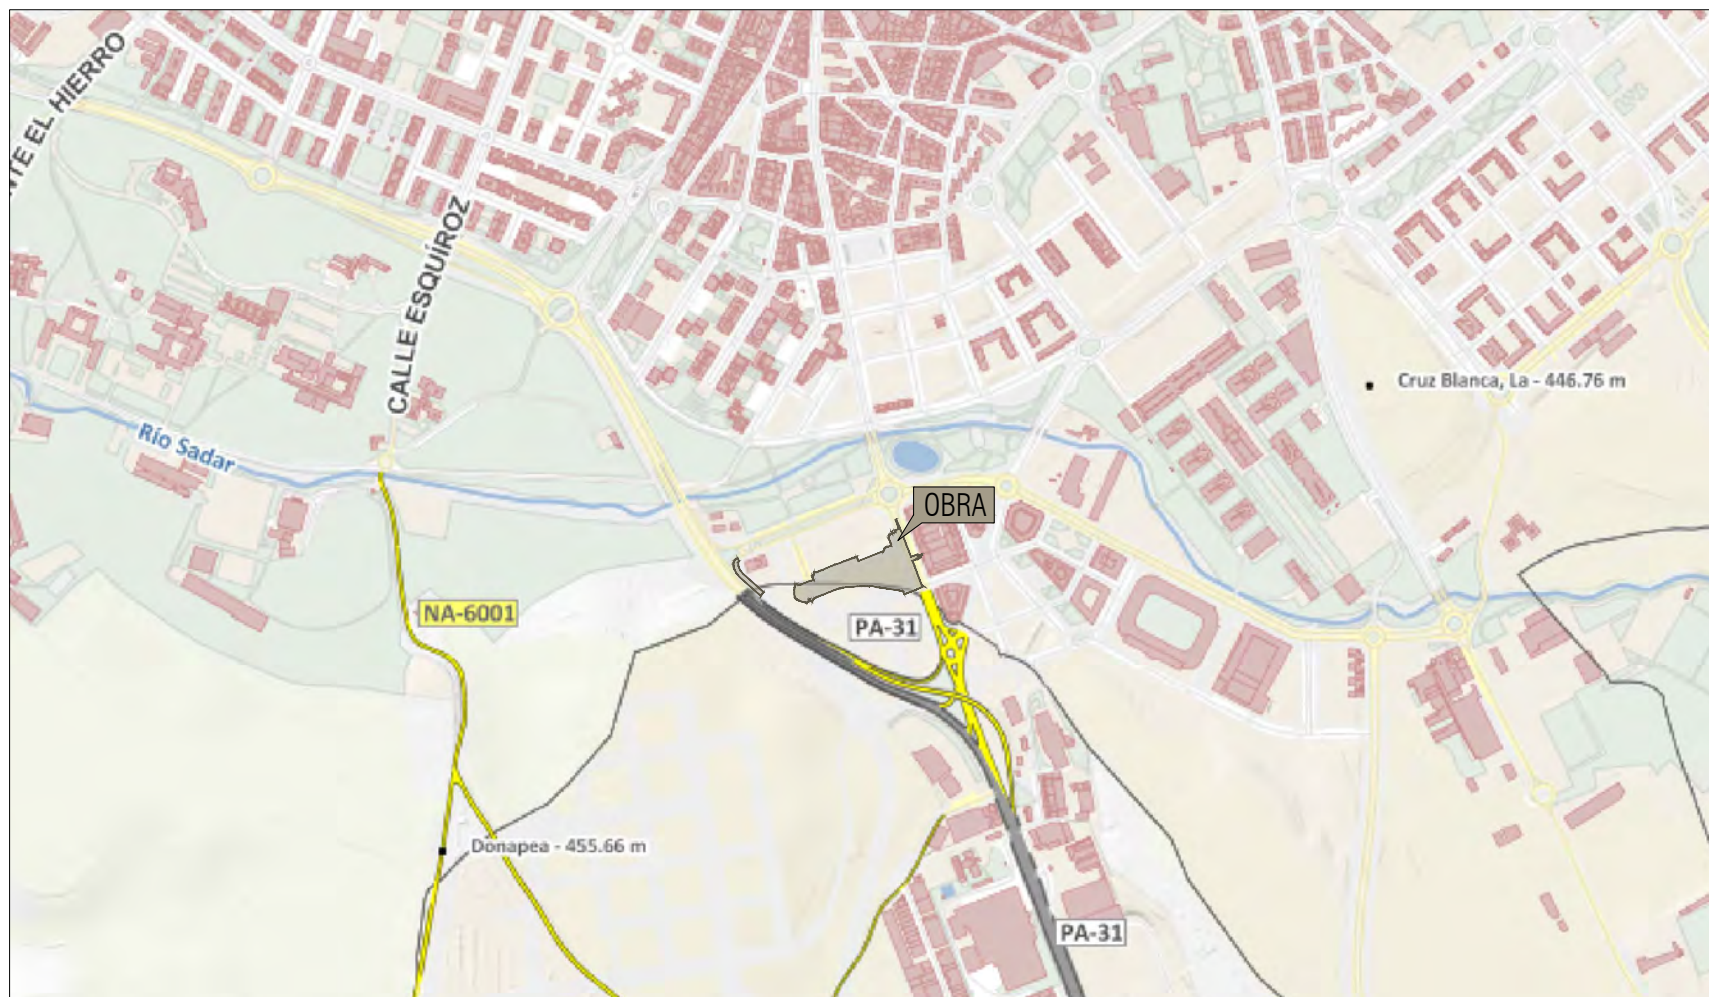 NTE EL HIERRO
CALLE ESQUÍROZ
Cruz Blanca, La - 446.76 m
Río Sadar
OBRA
NA-6001
PA-31
Donapea - 455.66 m
PA-31